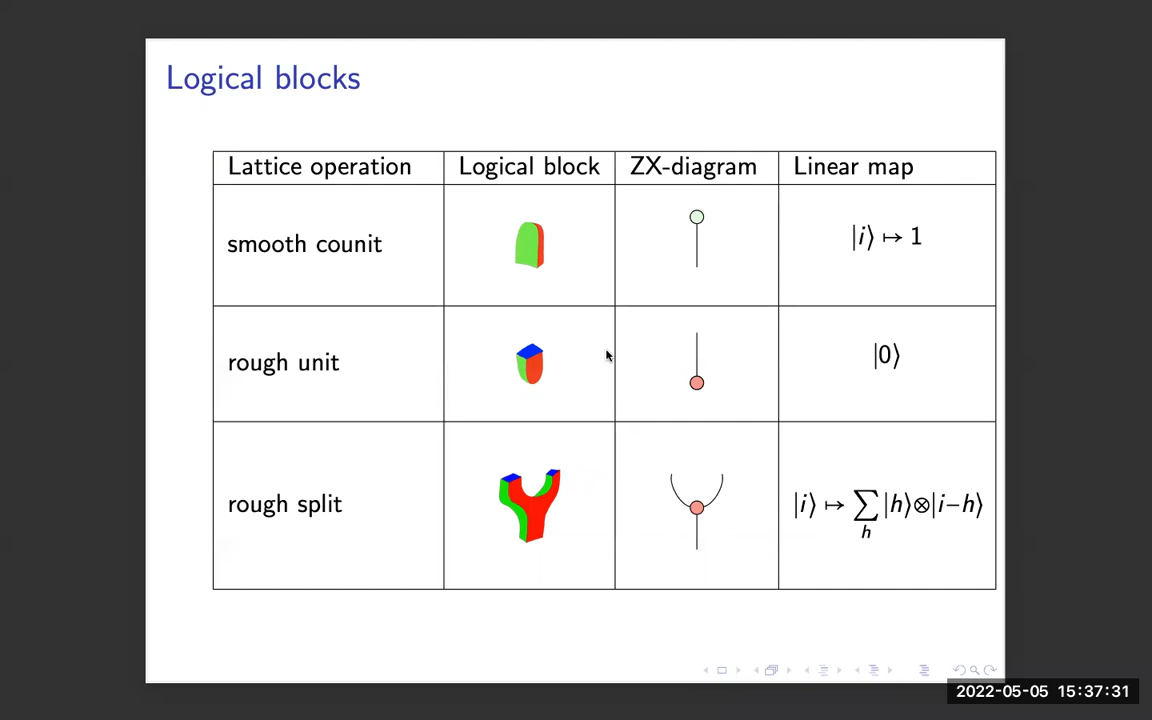 Logical blocks
Lattice operation Logical block ZX-diagram Linear map
smooth counit |i⟩ ↦ 1
rough unit |0⟩
rough split |i⟩ ↦ ∑ₕ |h⟩⊗|i−h⟩
2022-05-05 15:37:31